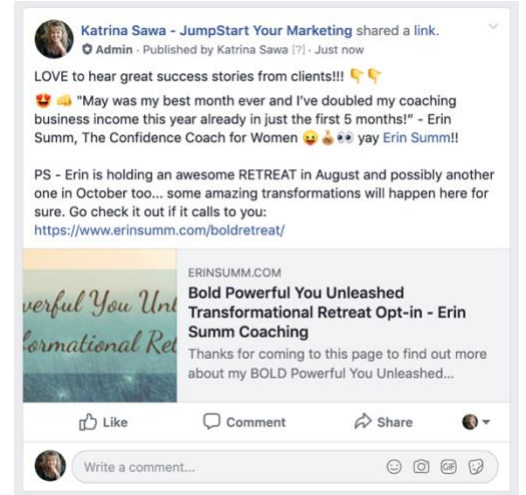 Katrina Sawa - JumpStart Your Marketing shared a link.
Admin · Published by Katrina Sawa [?] · Just now
LOVE to hear great success stories from clients!!! 👇👇
😍 👊 "May was my best month ever and I've doubled my coaching
business income this year already in just the first 5 months!" - Erin
Summ, The Confidence Coach for Women 😛 💰 👀 yay Erin Summ!!
PS - Erin is holding an awesome RETREAT in August and possibly another
one in October too... some amazing transformations will happen here for
sure. Go check it out if it calls to you:
https://www.erinsumm.com/boldretreat/
werful You Unl
formational Ret
ERINSUMM.COM
Bold Powerful You Unleashed
Transformational Retreat Opt-in - Erin
Summ Coaching
Thanks for coming to this page to find out more
about my BOLD Powerful You Unleashed...
Like Comment Share
Write a comment... GIF